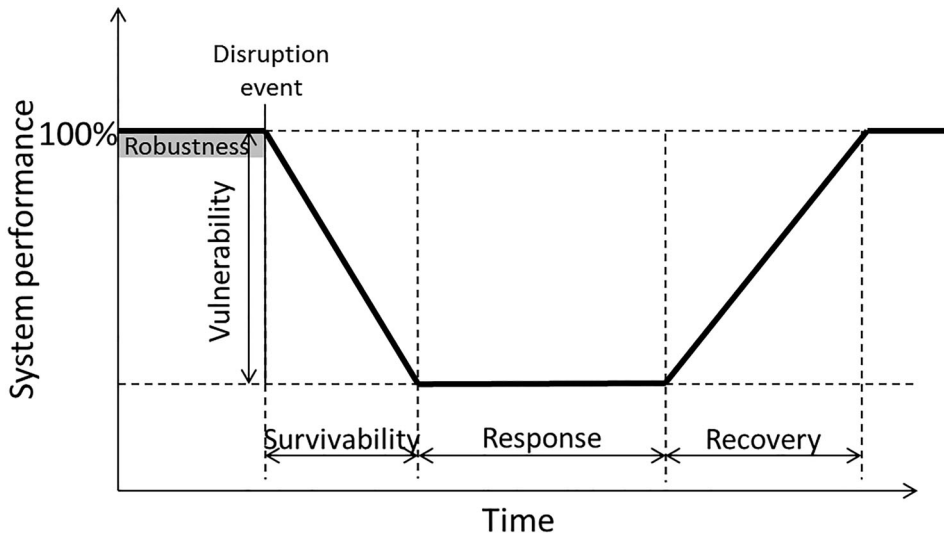 Disruption
event
100%
Robustness
System performance
Vulnerability
Survivability
Response
Recovery
Time